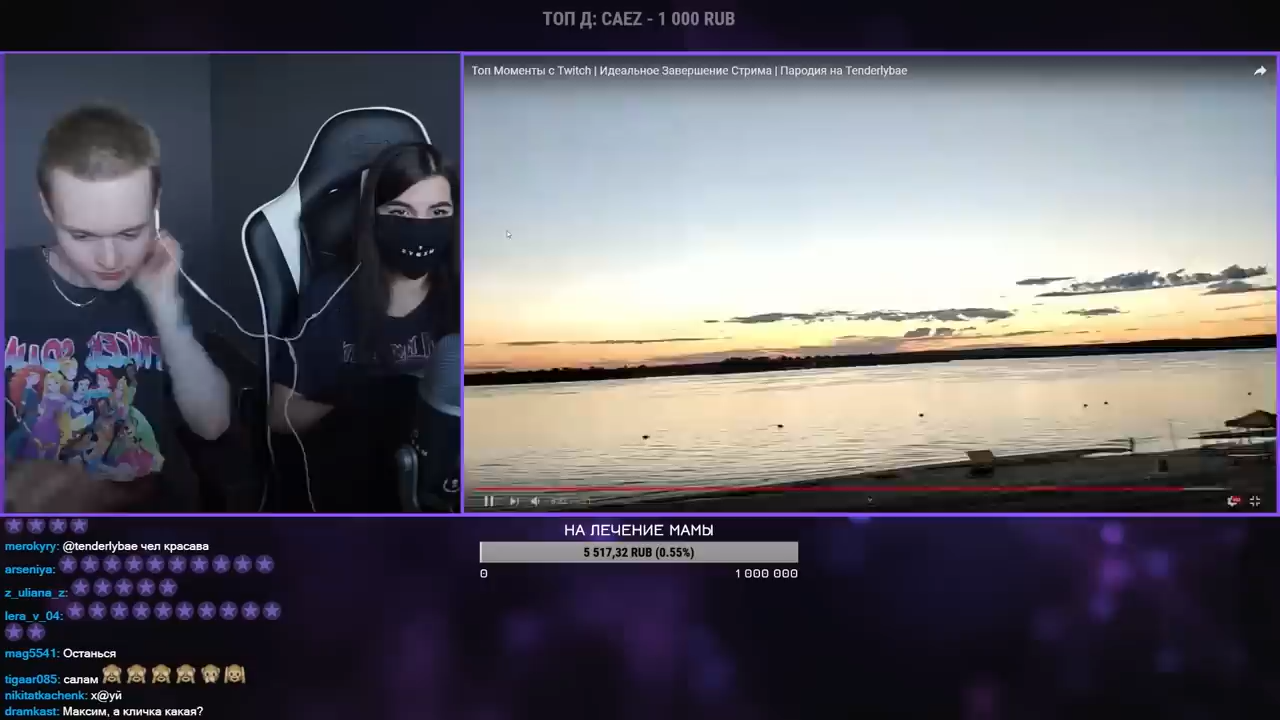 ТОП Д: CAEZ - 1 000 RUB
Топ Моменты с Twitch | Идеальное Завершение Стрима | Пародия на Tenderlybae
НА ЛЕЧЕНИЕ МАМЫ
5 517,32 RUB (0.55%)
0
1 000 000
merokyry: @tenderlybae чел красава
arseniya:
z_uliana_z:
lera_v_04:
mag5541: Останься
tigaar085: салам
nikitatkachenk: х@уй
dramkast: Максим, а кличка какая?